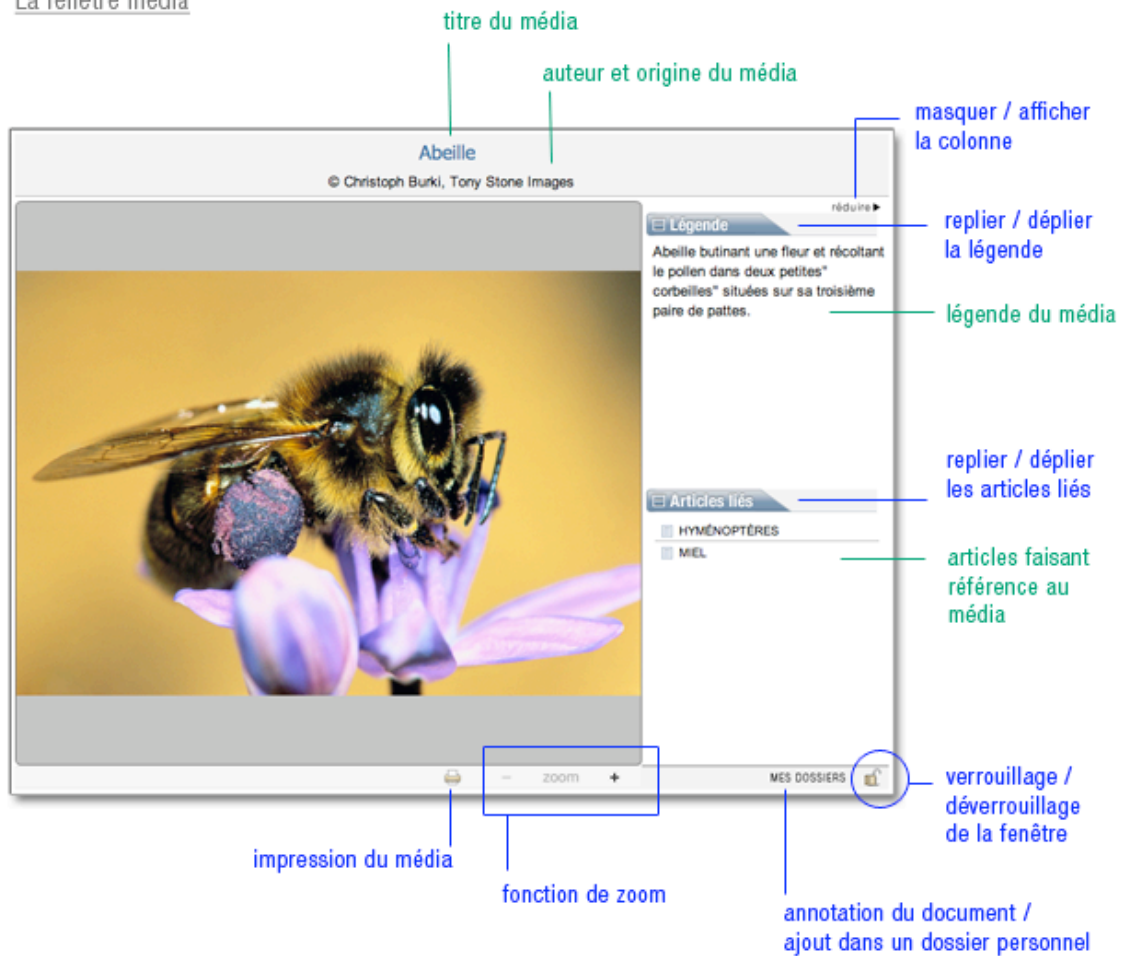 La fenêtre média
titre du média
auteur et origine du média
masquer / afficher
la colonne
Abeille
© Christoph Burki, Tony Stone Images
réduire
Légende
replier / déplier
la légende
Abeille butinant une fleur et récoltant
le pollen dans deux petites"
corbeilles" situées sur sa troisième
paire de pattes.
légende du média
replier / déplier
les articles liés
Articles liés
HYMÉNOPTÈRES
MIEL
articles faisant
référence au
média
- zoom +
MES DOSSIERS
verrouillage /
déverrouillage
de la fenêtre
impression du média
fonction de zoom
annotation du document /
ajout dans un dossier personnel